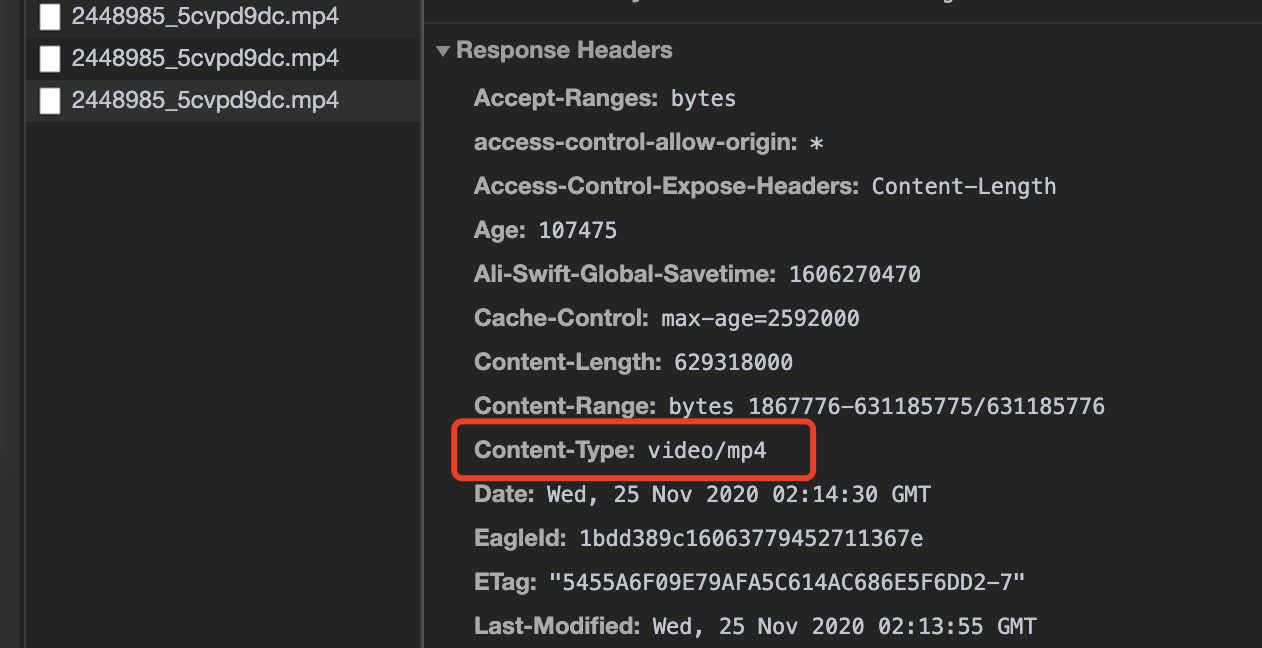 2448985_5cvpd9dc.mp4
2448985_5cvpd9dc.mp4
2448985_5cvpd9dc.mp4
Response Headers
Accept-Ranges: bytes
access-control-allow-origin: *
Access-Control-Expose-Headers: Content-Length
Age: 107475
Ali-Swift-Global-Savetime: 1606270470
Cache-Control: max-age=2592000
Content-Length: 629318000
Content-Range: bytes 1867776-631185775/631185776
Content-Type: video/mp4
Date: Wed, 25 Nov 2020 02:14:30 GMT
EagleId: 1bdd389c16063779452711367e
ETag: "5455A6F09E79AFA5C614AC686E5F6DD2-7"
Last-Modified: Wed, 25 Nov 2020 02:13:55 GMT